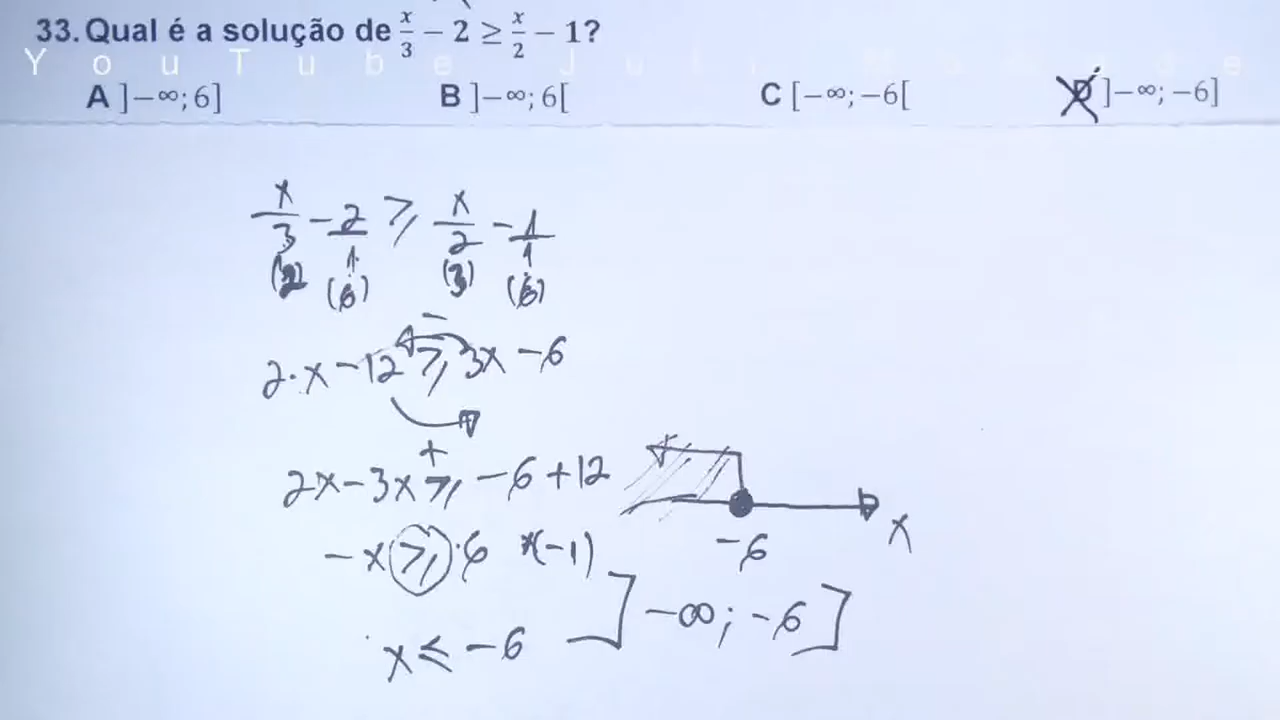 33. Qual é a solução de x/3 − 2 ≥ x/2 − 1?
YouTube
A ]−∞; 6] B ]−∞; 6[ C [−∞; −6[ D ]−∞; −6]
x/3 − 2/1 ≥ x/2 − 1/1
(2) (6) (3) (6)
−
2·x − 12 ≥ 3x − 6
+
2x − 3x ≥ −6 + 12
−x ≥ 6 ×(−1)
x ≤ −6
−6 x
]−∞; −6]